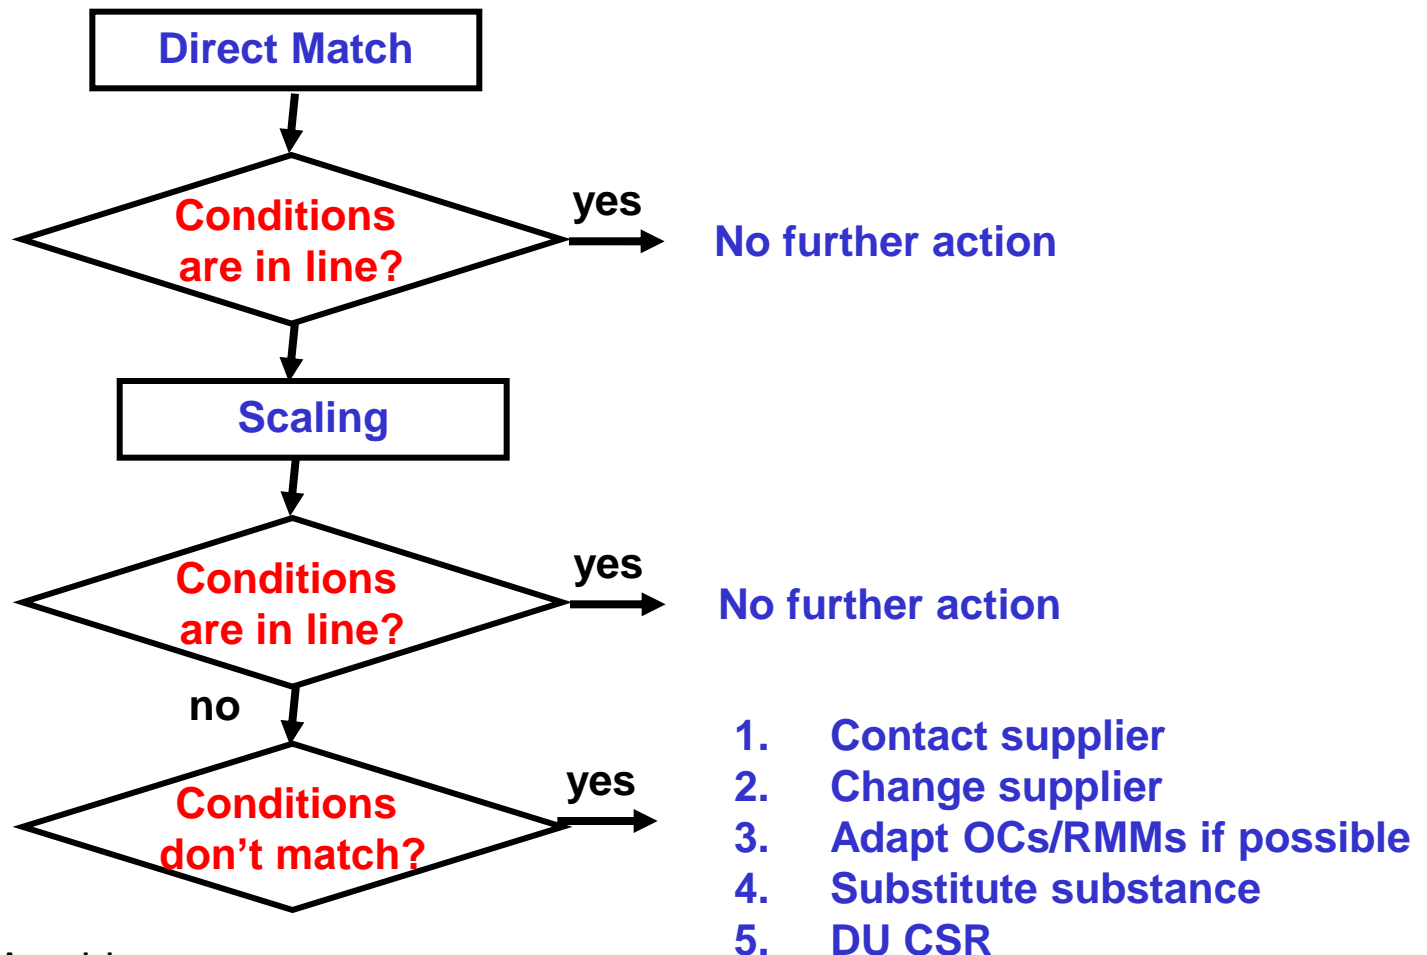 Direct Match
Conditions
are in line?
yes
No further action
Scaling
Conditions
are in line?
yes
No further action
no
Conditions
don't match?
yes
1. Contact supplier
2. Change supplier
3. Adapt OCs/RMMs if possible
4. Substitute substance
5. DU CSR